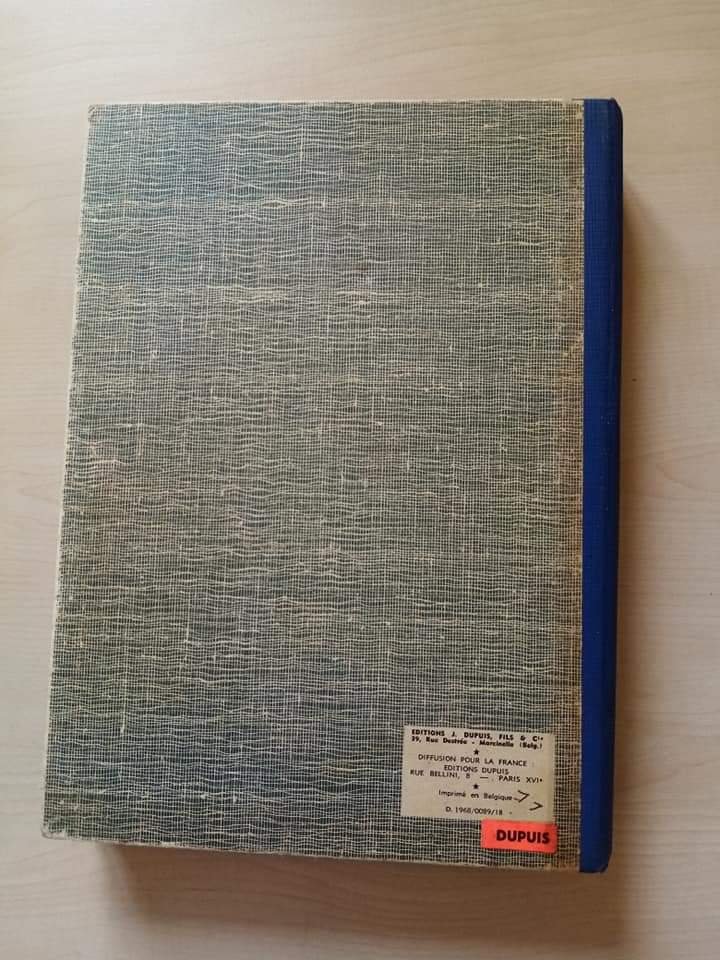 EDITIONS J. DUPUIS, FILS & Cie
39, Rue Destrée - Marcinelle (Belg.)
★
DIFFUSION POUR LA FRANCE :
EDITIONS DUPUIS
RUE BELLINI, 8 — PARIS XVIe
★
Imprimé en Belgique
D. 1968/0089/18
DUPUIS